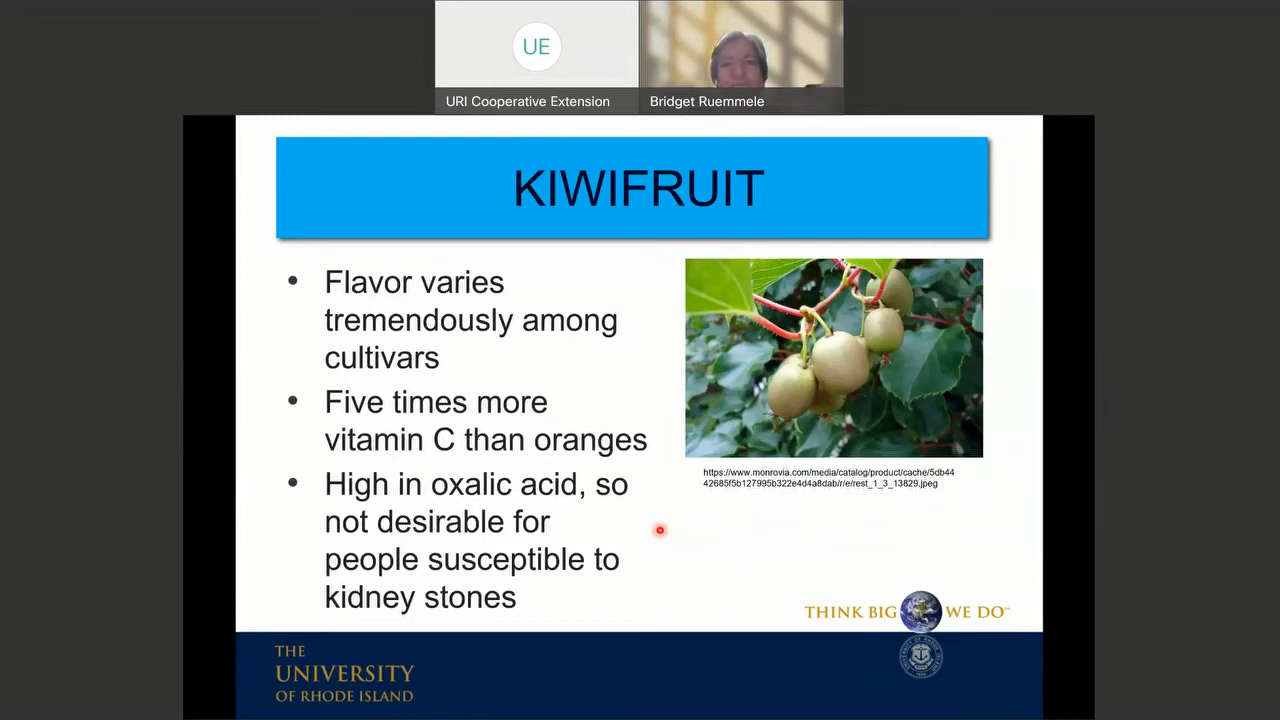 UE
URI Cooperative Extension
Bridget Ruemmele
KIWIFRUIT
• Flavor varies
tremendously among
cultivars
• Five times more
vitamin C than oranges
• High in oxalic acid, so
not desirable for
people susceptible to
kidney stones
https://www.monrovia.com/media/catalog/product/cache/5db44
42685f5b127995b322e4d4a8dab/r/e/rest_1_3_13829.jpeg
THINK BIG WE DO™
THE
UNIVERSITY
OF RHODE ISLAND